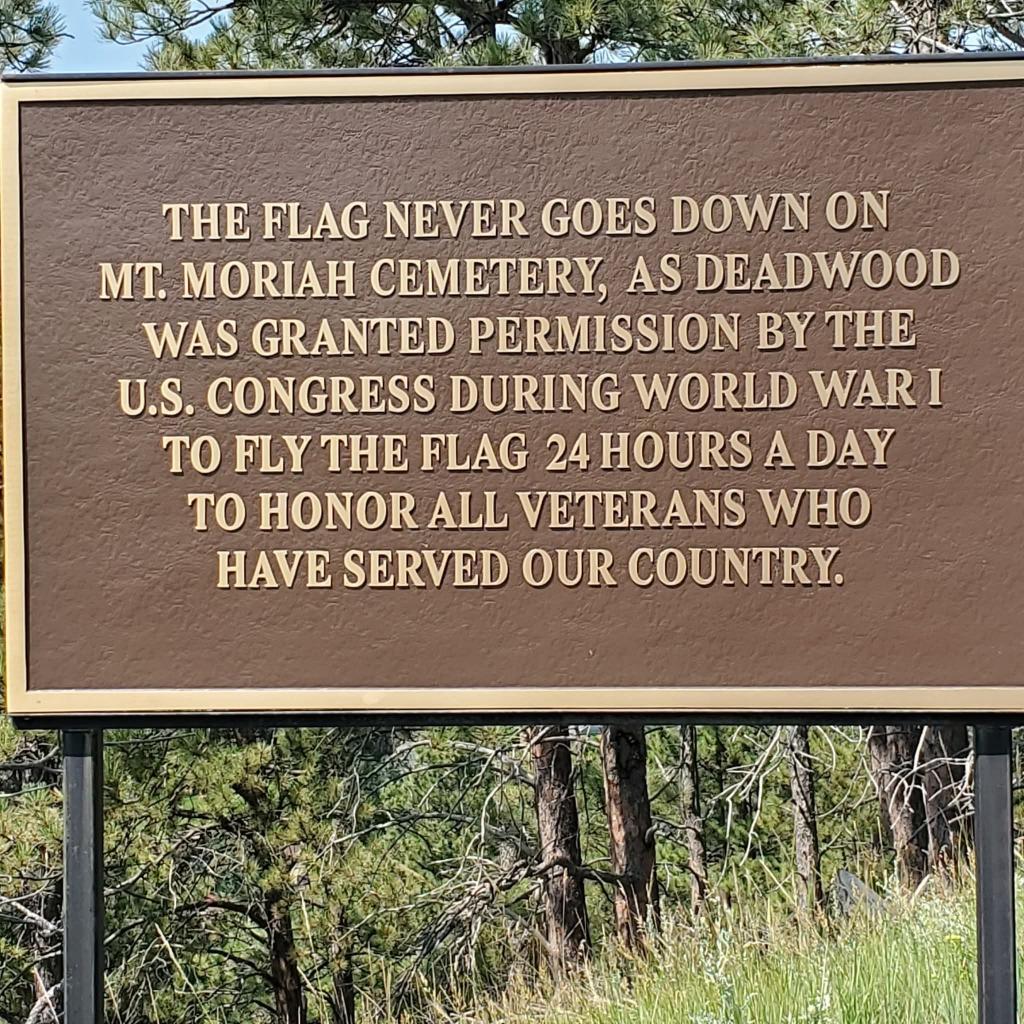 THE FLAG NEVER GOES DOWN ON
MT. MORIAH CEMETERY, AS DEADWOOD
WAS GRANTED PERMISSION BY THE
U.S. CONGRESS DURING WORLD WAR I
TO FLY THE FLAG 24 HOURS A DAY
TO HONOR ALL VETERANS WHO
HAVE SERVED OUR COUNTRY.